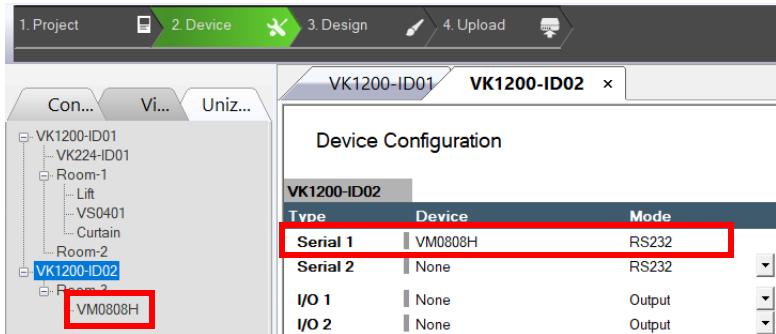 1. Project 2. Device 3. Design 4. Upload
VK1200-ID01 VK1200-ID02 ×
Con... Vi... Uniz...
VK1200-ID01
VK224-ID01
Room-1
Lift
VS0401
Curtain
Room-2
VK1200-ID02
Room-3
VM0808H
Device Configuration
VK1200-ID02
Type Device Mode
Serial 1 VM0808H RS232
Serial 2 None RS232
I/O 1 None Output
I/O 2 None Output